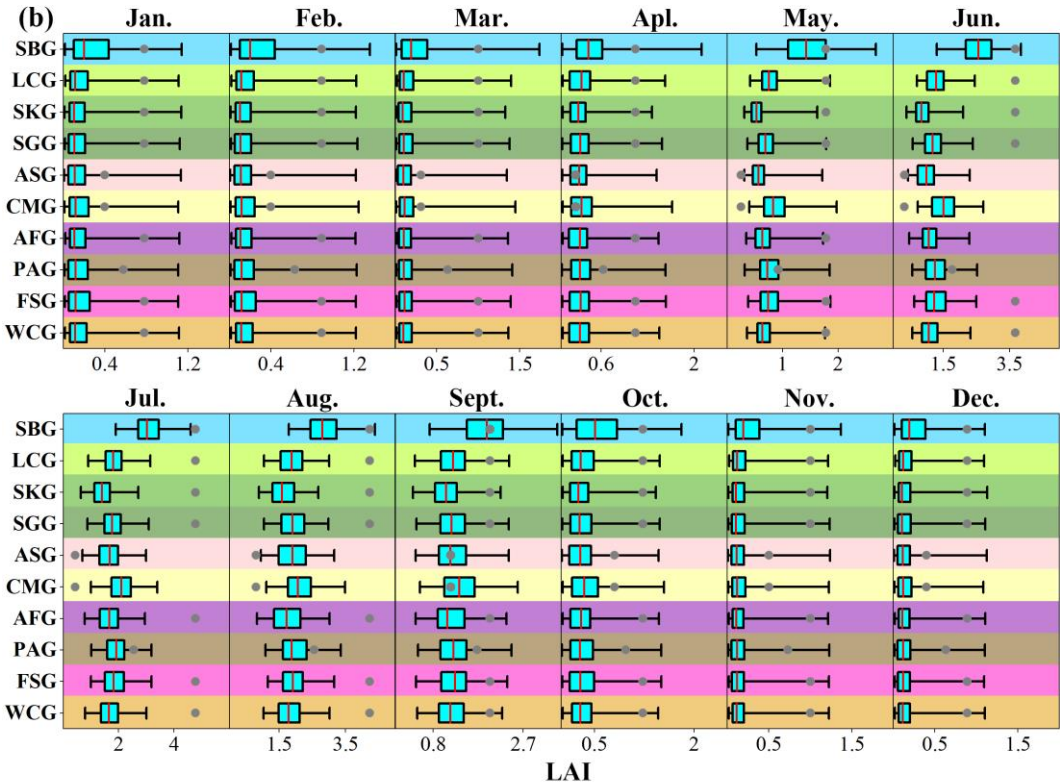 (b) Jan. Feb. Mar. Apl. May. Jun.
SBG
LCG
SKG
SGG
ASG
CMG
AFG
PAG
FSG
WCG
0.4 1.2 0.4 1.2 0.5 1.5 0.6 2 1 2 1.5 3.5
Jul. Aug. Sept. Oct. Nov. Dec.
SBG
LCG
SKG
SGG
ASG
CMG
AFG
PAG
FSG
WCG
2 4 1.5 3.5 0.8 2.7 0.5 2 0.5 1.5 0.5 1.5
LAI